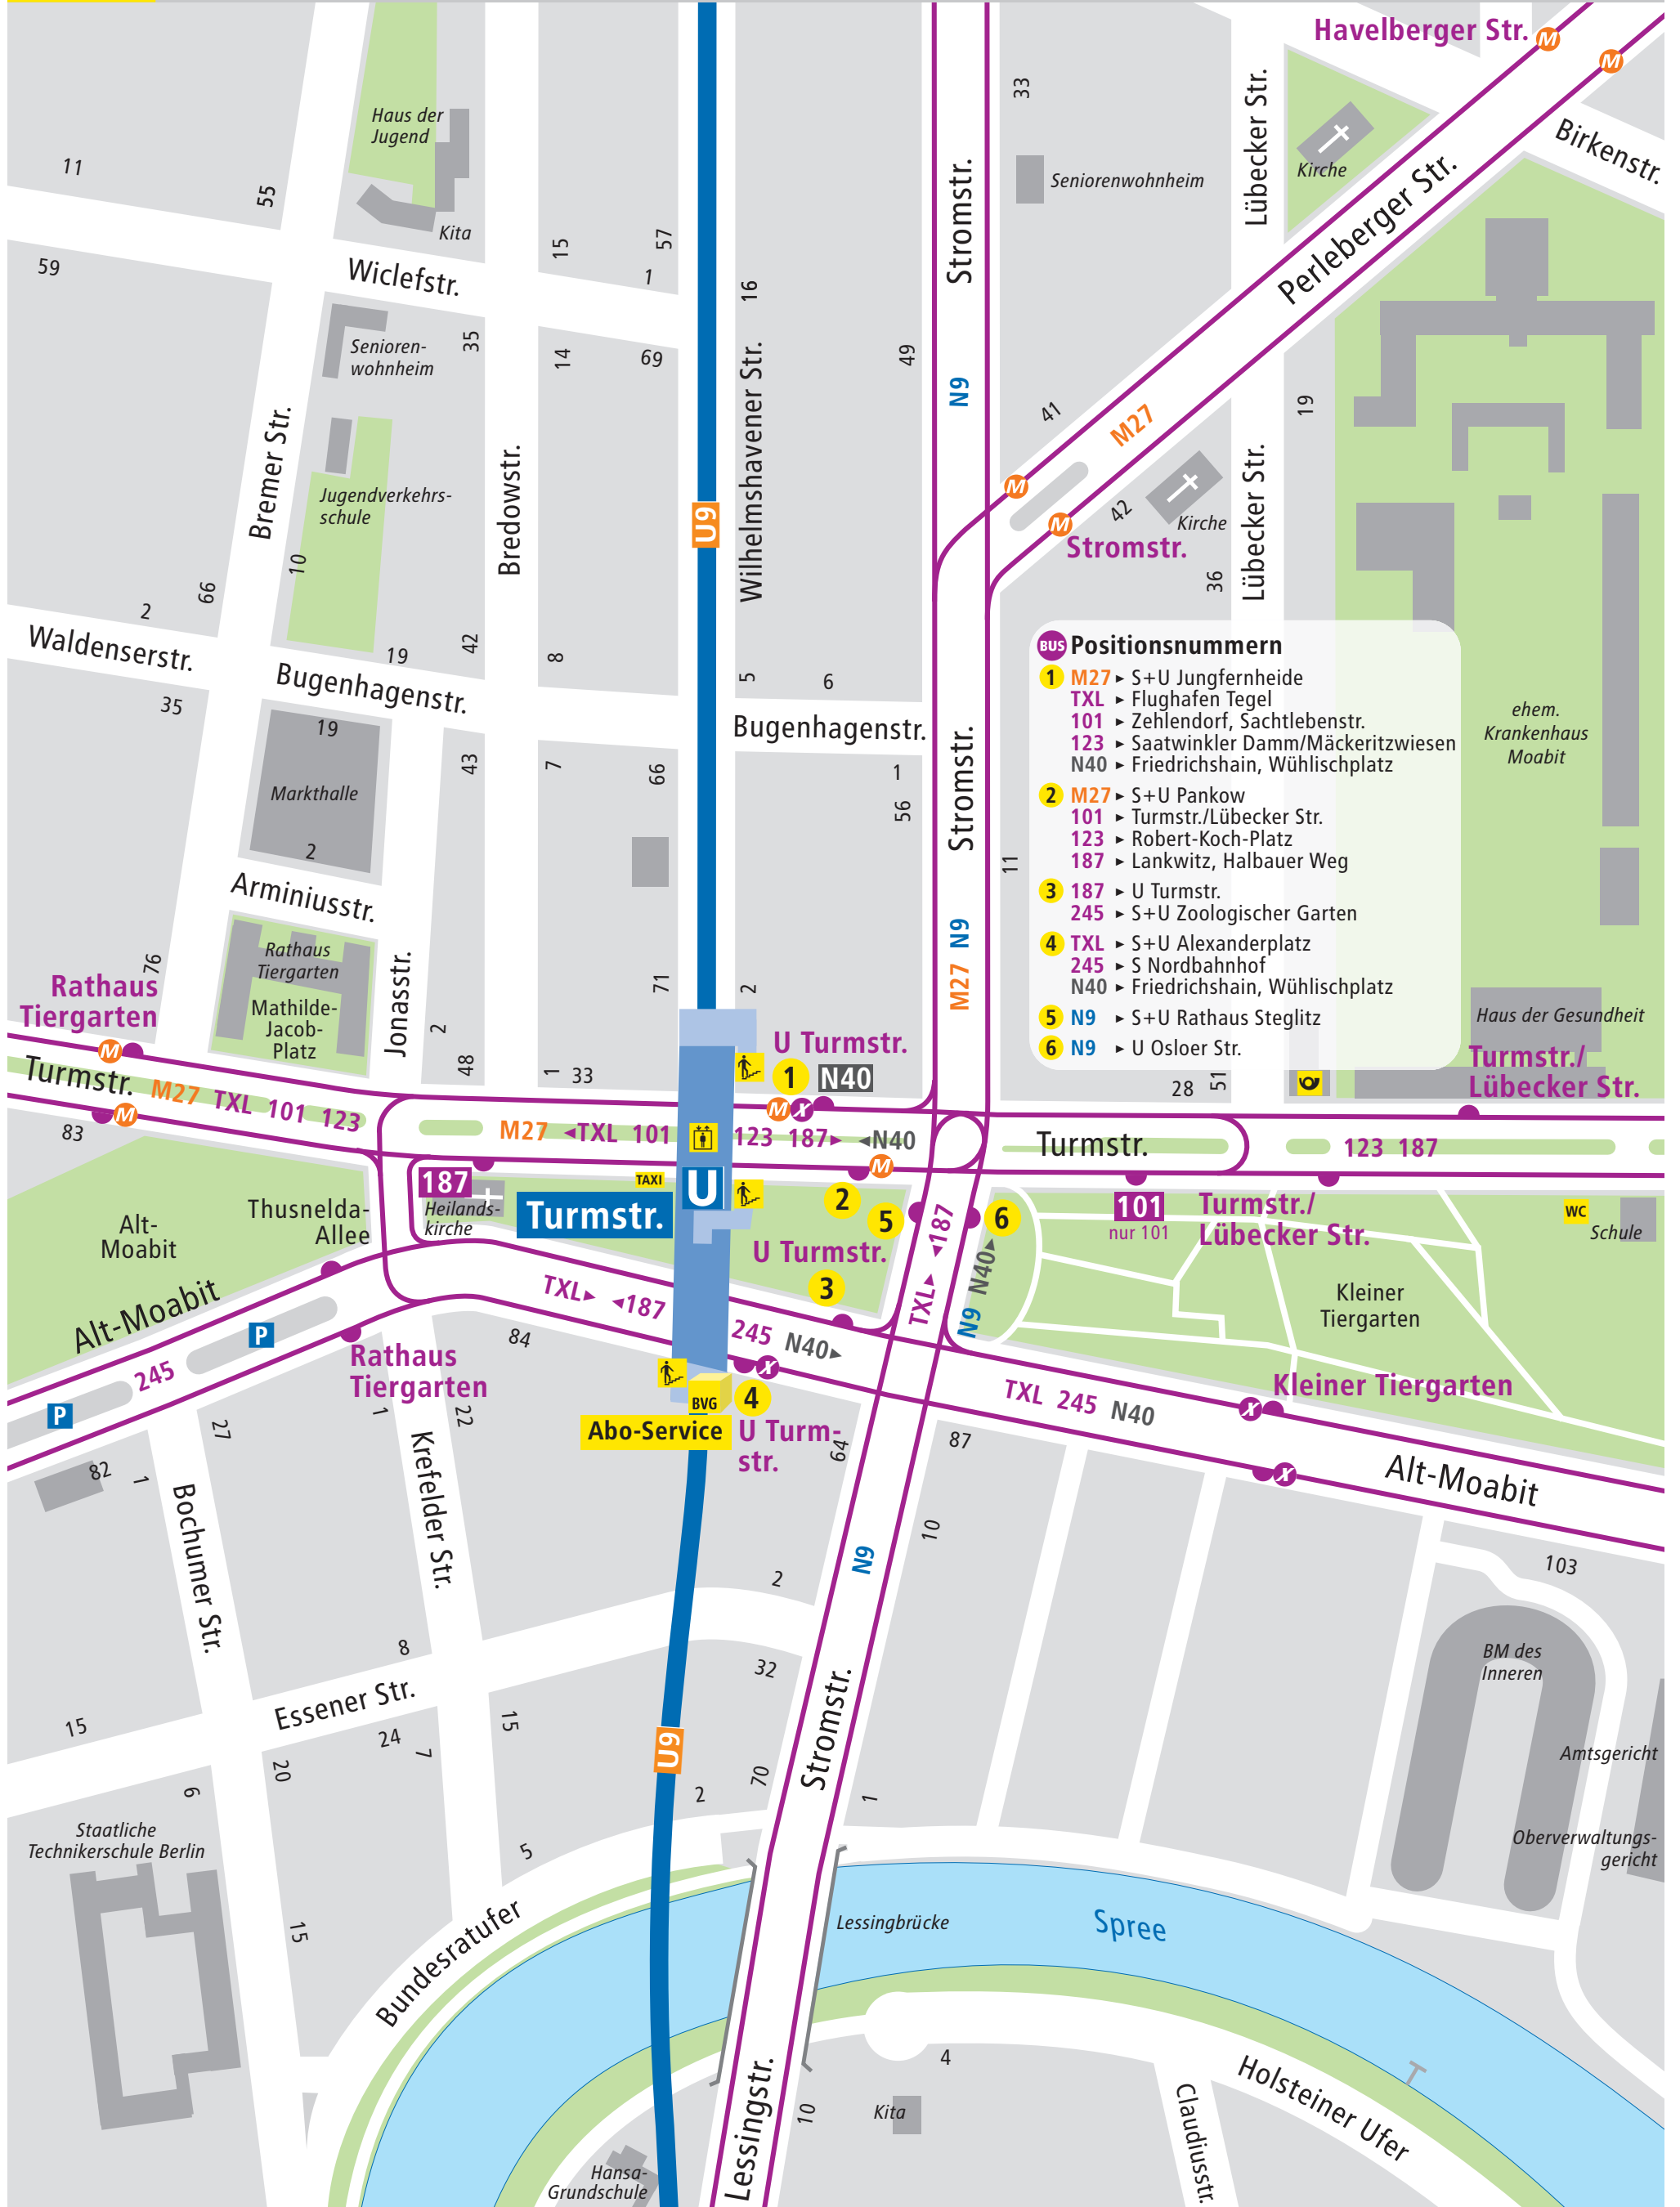 Havelberger Str.
M
M
33
Lübecker Str.
Haus der
Jugend
Birkenstr.
11
Kirche
Stromstr.
Seniorenwohnheim
55
Perleberger Str.
Kita
15
57
59
Wiclefstr.
1
16
35
Senioren-
wohnheim
14
69
49
Wilhelmshavener Str.
N9
19
41
M27
Bremer Str.
Bredowstr.
Lübecker Str.
M
Jugendverkehrs-
schule
U9
42
Kirche
M
Stromstr.
10
66
36
2
Waldenserstr.
42
19
8
Bugenhagenstr.
5
6
35
19
Bugenhagenstr.
43
7
66
1
56
Stromstr.
11
Markthalle
2
BUS Positionsnummern
1 M27 ▸ S+U Jungfernheide
TXL ▸ Flughafen Tegel
101 ▸ Zehlendorf, Sachtlebenstr.
123 ▸ Saatwinkler Damm/Mäckeritzwiesen
N40 ▸ Friedrichshain, Wühlischplatz
2 M27 ▸ S+U Pankow
101 ▸ Turmstr./Lübecker Str.
123 ▸ Robert-Koch-Platz
187 ▸ Lankwitz, Halbauer Weg
3 187 ▸ U Turmstr.
245 ▸ S+U Zoologischer Garten
4 TXL ▸ S+U Alexanderplatz
245 ▸ S Nordbahnhof
N40 ▸ Friedrichshain, Wühlischplatz
5 N9 ▸ S+U Rathaus Steglitz
6 N9 ▸ U Osloer Str.
ehem.
Krankenhaus
Moabit
Arminiusstr.
Rathaus
Tiergarten
Mathilde-
Jacob-
Platz
Jonasstr.
76
71
2
2
48
1
33
M27 N9
Rathaus
Tiergarten
M
Turmstr.
M27 TXL 101 123
M
83
U Turmstr.
1 N40
M X
Haus der Gesundheit
Turmstr./
Lübecker Str.
28
51
M27 ◂TXL 101
123 187▸ ◂N40
Turmstr.
123 187
M
187
Heilands-
kirche
TAXI
U
Turmstr.
2
5
6
101
nur 101
Turmstr./
Lübecker Str.
WC
Schule
Thusnelda-
Allee
Alt-
Moabit
U Turmstr.
3
TXL▸ ◂187
N9 N40▸
Kleiner
Tiergarten
Alt-Moabit
P
245
P
Rathaus
Tiergarten
84
TXL▸ ◂187
245 N40▸
X
BVG
Abo-Service
4
U Turm-
str.
TXL 245 N40
Kleiner Tiergarten
X
X
Alt-Moabit
27
1
22
64
87
82
1
Bochumer Str.
Krefelder Str.
10
N9
103
2
8
32
Essener Str.
15
24
7
15
20
6
U9
2
70
Stromstr.
1
BM des
Inneren
Amtsgericht
Oberverwaltungs-
gericht
Staatliche
Technikerschule Berlin
5
15
Bundesratufer
Lessingbrücke
Spree
4
Kita
10
Lessingstr.
Claudiusstr.
Holsteiner Ufer
Hansa-
Grundschule